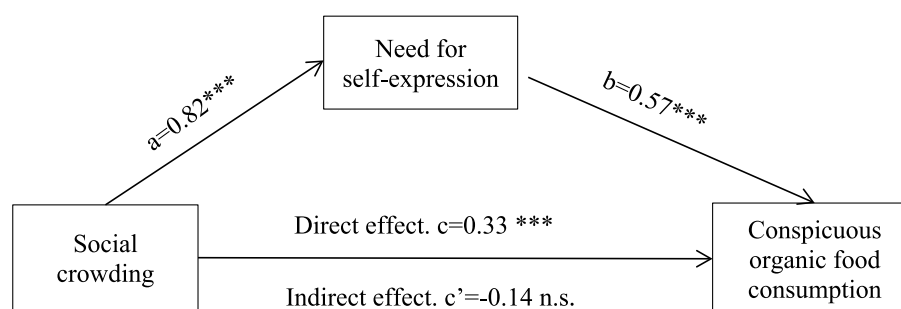 Need for
self-expression
a=0.82***
b=0.57***
Social
crowding
Direct effect. c=0.33 ***
Indirect effect. c’=-0.14 n.s.
Conspicuous
organic food
consumption